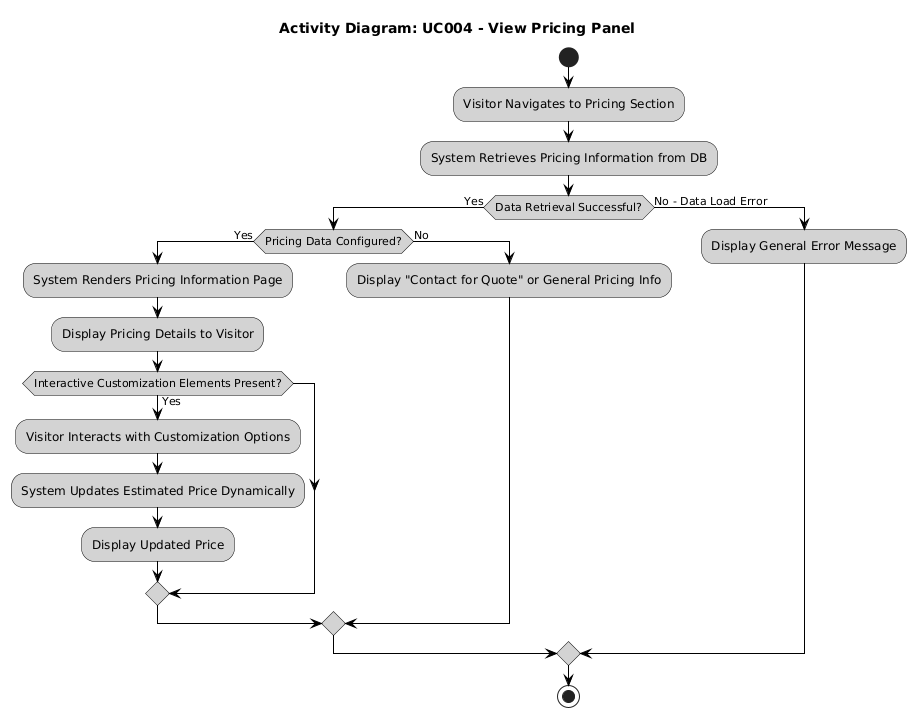 Activity Diagram: UC004 - View Pricing Panel
Visitor Navigates to Pricing Section
System Retrieves Pricing Information from DB
Yes
Data Retrieval Successful?
No - Data Load Error
Yes
Pricing Data Configured?
No
Display General Error Message
System Renders Pricing Information Page
Display "Contact for Quote" or General Pricing Info
Display Pricing Details to Visitor
Interactive Customization Elements Present?
Yes
Visitor Interacts with Customization Options
System Updates Estimated Price Dynamically
Display Updated Price